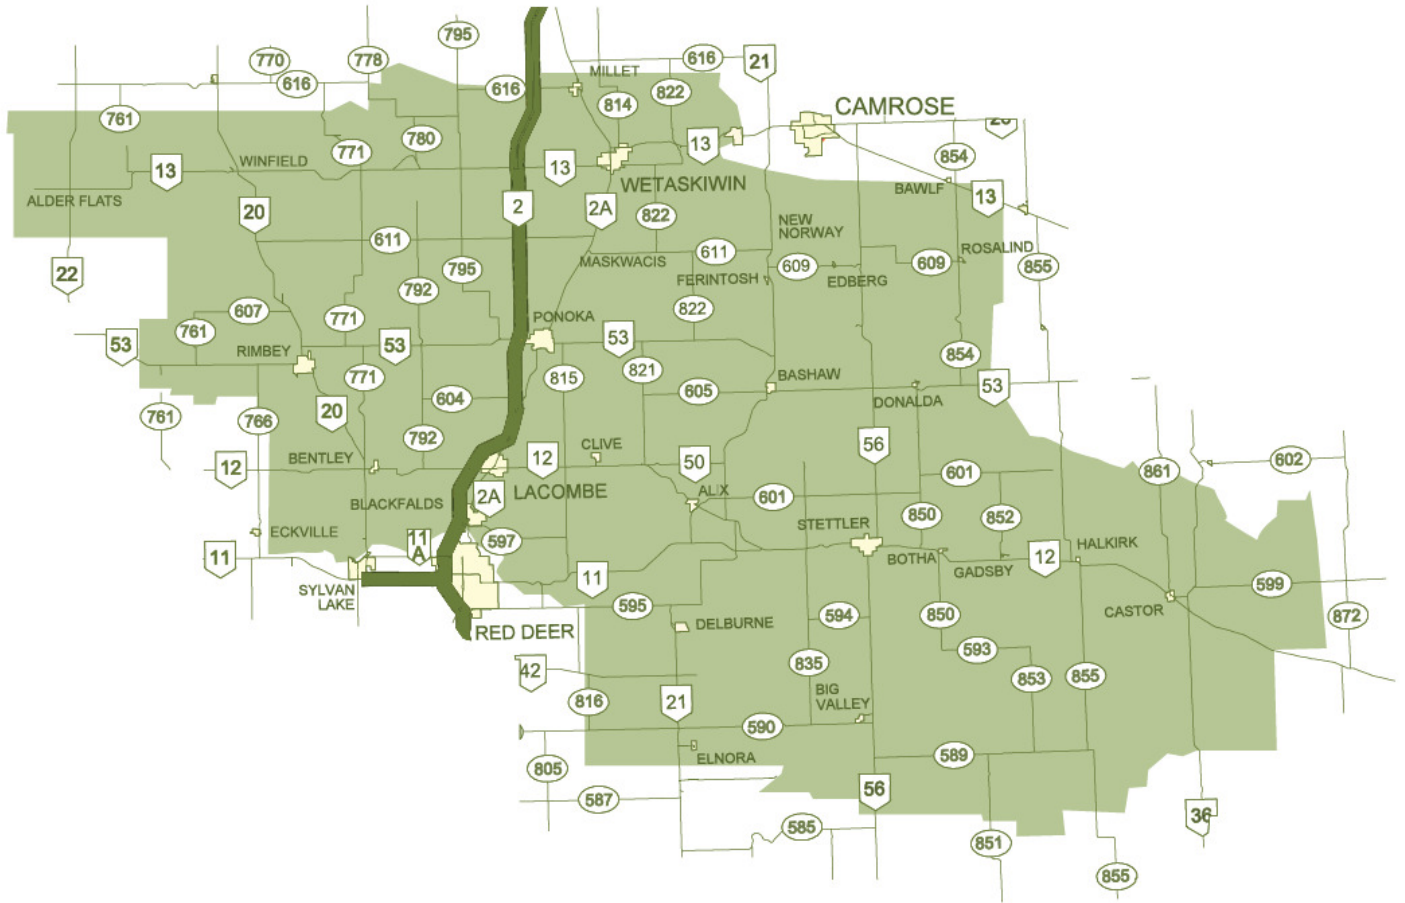 795
770
778
616
21
616
MILLET
616
822
761
814
CAMROSE
26
780
771
13
854
WINFIELD
13
13
WETASKIWIN
BAWLF
13
ALDER FLATS
20
2
2A
822
NEW
NORWAY
611
611
ROSALIND
MASKWACIS
609
609
855
22
795
FERINTOSH
EDBERG
792
607
771
822
PONOKA
761
53
53
53
RIMBEY
854
771
815
821
BASHAW
605
53
604
DONALDA
761
20
766
792
56
CLIVE
BENTLEY
12
12
50
602
861
601
LACOMBE
ALIX
2A
601
BLACKFALDS
850
852
STETTLER
ECKVILLE
11
A
597
HALKIRK
11
BOTHA
12
GADSBY
11
599
SYLVAN
LAKE
595
CASTOR
594
850
872
DELBURNE
RED DEER
593
835
42
853
855
BIG
VALLEY
816
21
590
589
ELNORA
805
56
587
36
585
851
855